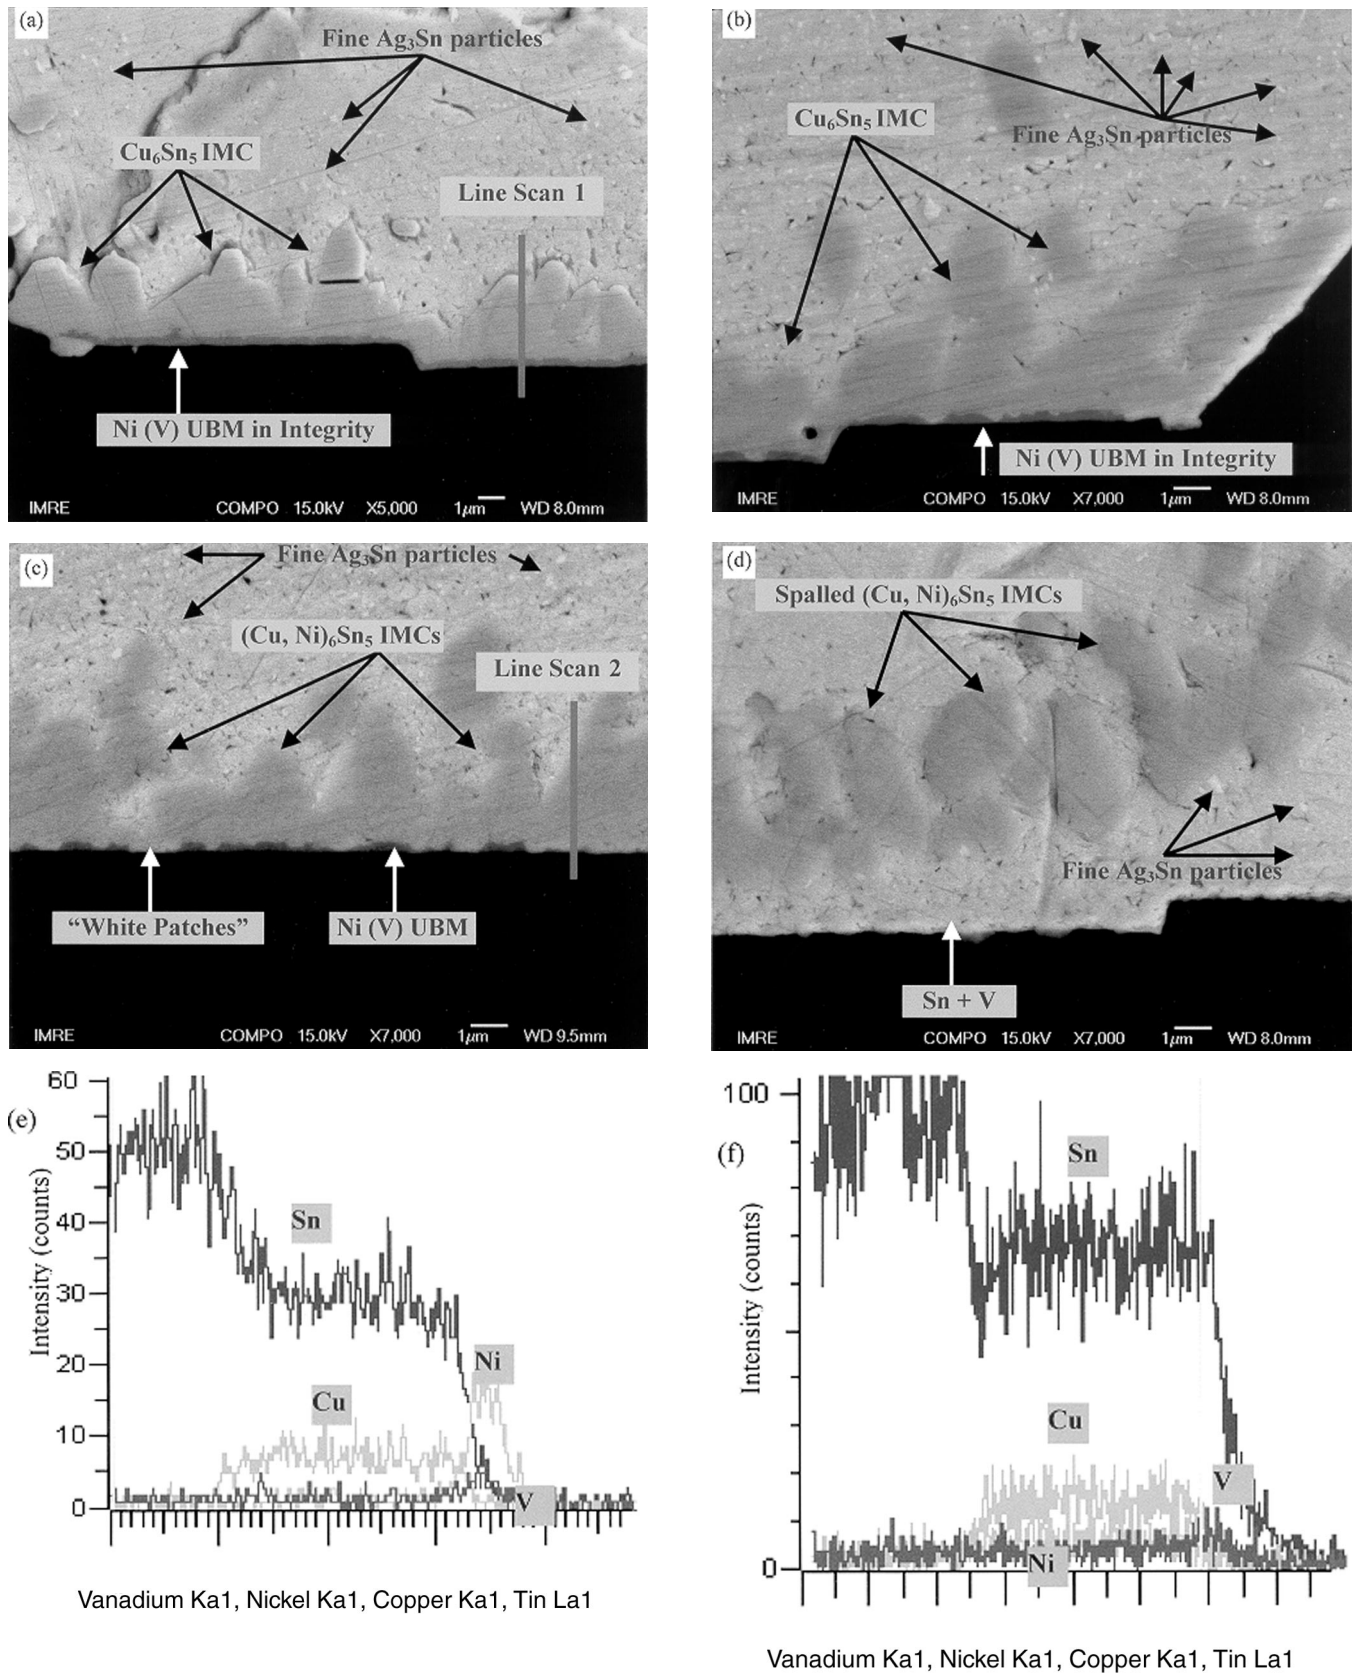 (a)
Fine Ag₃Sn particles
Cu₆Sn₅ IMC
Line Scan 1
Ni (V) UBM in Integrity
IMRE COMPO 15.0kV X5,000 1μm WD 8.0mm
(b)
Cu₆Sn₅ IMC
Fine Ag₃Sn particles
Ni (V) UBM in Integrity
IMRE COMPO 15.0kV X7,000 1μm WD 8.0mm
(c)
Fine Ag₃Sn particles
(Cu, Ni)₆Sn₅ IMCs
Line Scan 2
“White Patches”
Ni (V) UBM
IMRE COMPO 15.0kV X7,000 1μm WD 9.5mm
(d)
Spalled (Cu, Ni)₆Sn₅ IMCs
Fine Ag₃Sn particles
Sn + V
IMRE COMPO 15.0kV X7,000 1μm WD 8.0mm
(e)
Intensity (counts)
60
50
40
30
20
10
0
Sn
Ni
Cu
V
Vanadium Ka1, Nickel Ka1, Copper Ka1, Tin La1
(f)
Intensity (counts)
100
0
Sn
Cu
V
Ni
Vanadium Ka1, Nickel Ka1, Copper Ka1, Tin La1